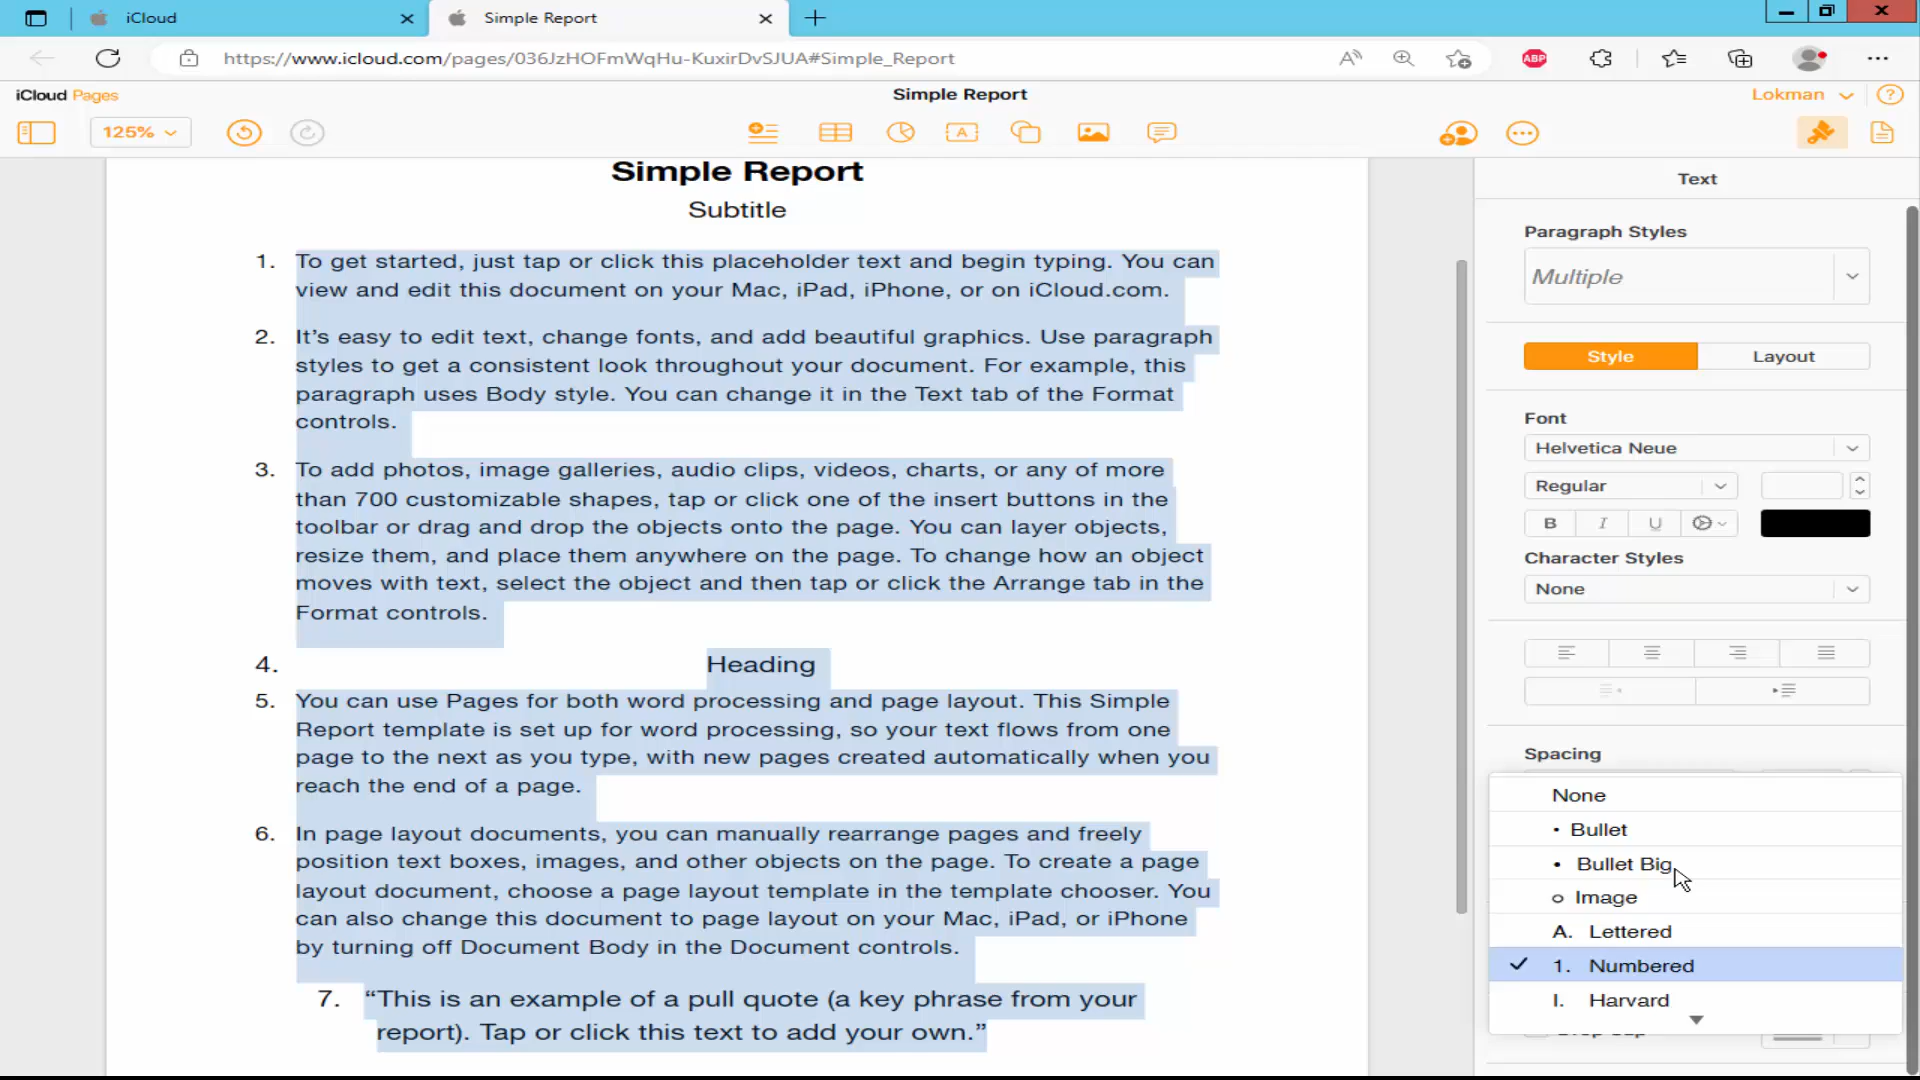 iCloud
Simple Report
https://www.icloud.com/pages/036JzHOFmWqHu-KuxirDvSJUA#Simple_Report
ABP
iCloud Pages
Simple Report
Lokman
125%
Simple Report
Subtitle
1. To get started, just tap or click this placeholder text and begin typing. You can
view and edit this document on your Mac, iPad, iPhone, or on iCloud.com.
2. It’s easy to edit text, change fonts, and add beautiful graphics. Use paragraph
styles to get a consistent look throughout your document. For example, this
paragraph uses Body style. You can change it in the Text tab of the Format
controls.
3. To add photos, image galleries, audio clips, videos, charts, or any of more
than 700 customizable shapes, tap or click one of the insert buttons in the
toolbar or drag and drop the objects onto the page. You can layer objects,
resize them, and place them anywhere on the page. To change how an object
moves with text, select the object and then tap or click the Arrange tab in the
Format controls.
4. Heading
5. You can use Pages for both word processing and page layout. This Simple
Report template is set up for word processing, so your text flows from one
page to the next as you type, with new pages created automatically when you
reach the end of a page.
6. In page layout documents, you can manually rearrange pages and freely
position text boxes, images, and other objects on the page. To create a page
layout document, choose a page layout template in the template chooser. You
can also change this document to page layout on your Mac, iPad, or iPhone
by turning off Document Body in the Document controls.
7. “This is an example of a pull quote (a key phrase from your
report). Tap or click this text to add your own.”
Text
Paragraph Styles
Multiple
Style
Layout
Font
Helvetica Neue
Regular
B I U
Character Styles
None
Spacing
None
• Bullet
• Bullet Big
Image
A. Lettered
1. Numbered
I. Harvard